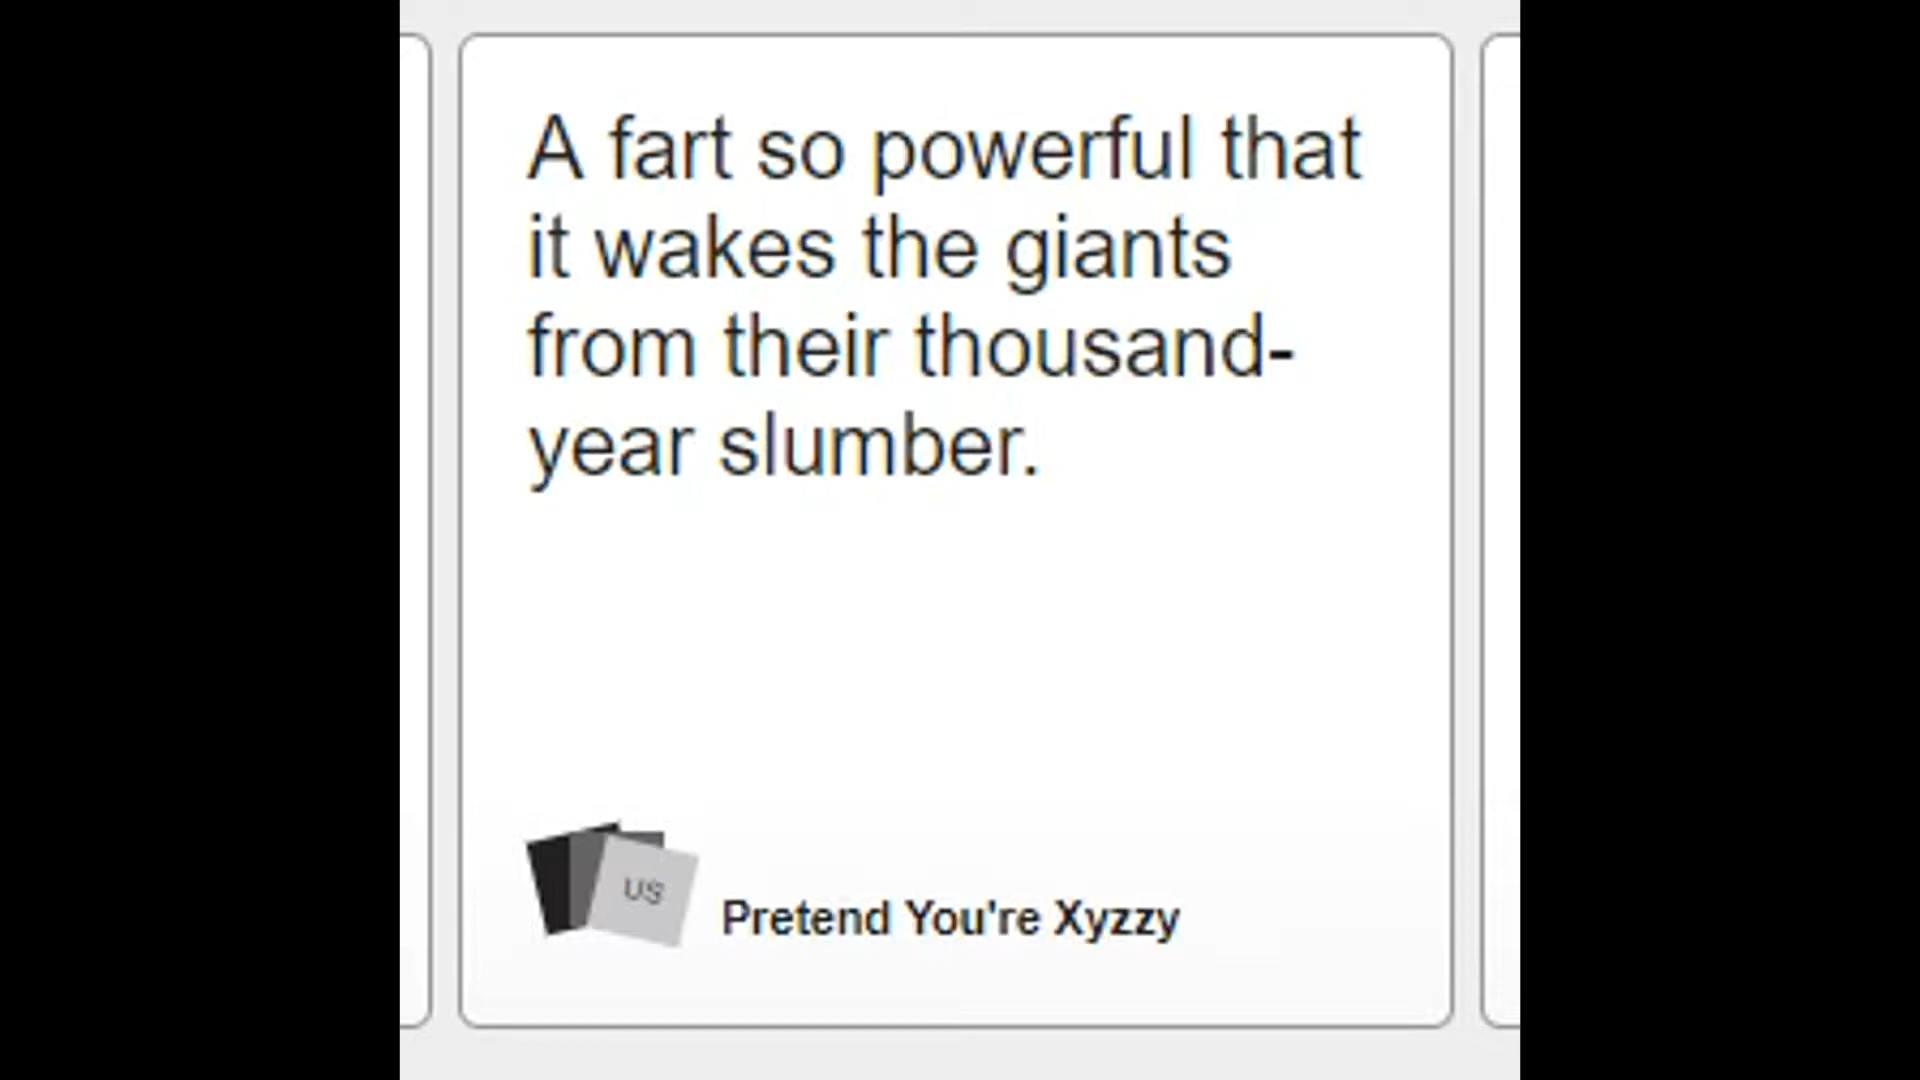 A fart so powerful that
it wakes the giants
from their thousand-
year slumber.
US
Pretend You're Xyzzy